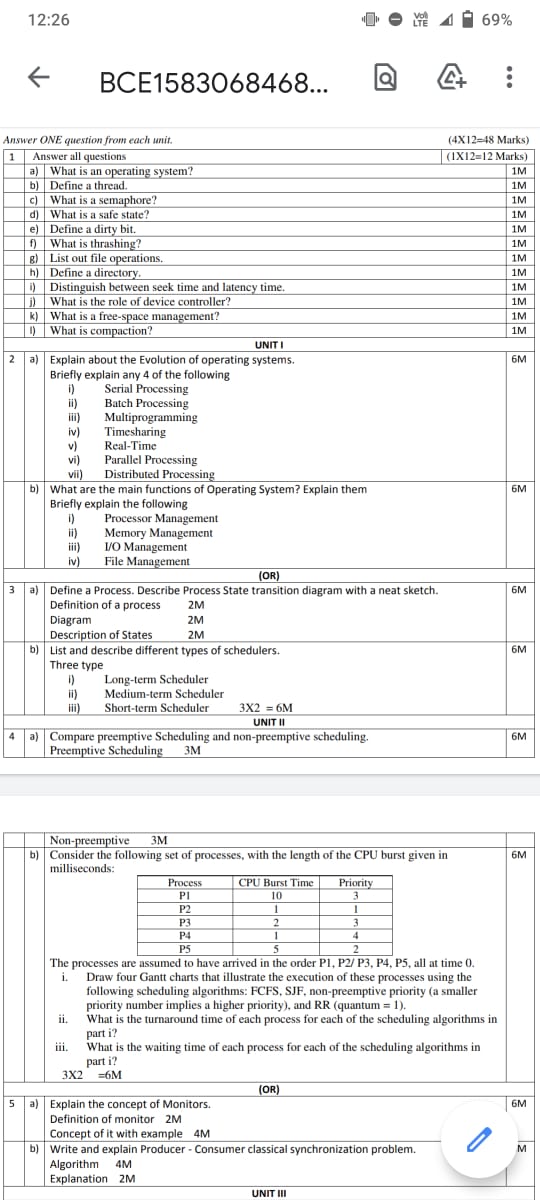 12:26
Vo) LTE 69%
BCE1583068468...
Answer ONE question from each unit. (4X12=48 Marks)
1 Answer all questions (1X12=12 Marks)
a) What is an operating system? 1M
b) Define a thread. 1M
c) What is a semaphore? 1M
d) What is a safe state? 1M
e) Define a dirty bit. 1M
f) What is thrashing? 1M
g) List out file operations. 1M
h) Define a directory. 1M
i) Distinguish between seek time and latency time. 1M
j) What is the role of device controller? 1M
k) What is a free-space management? 1M
l) What is compaction? 1M
UNIT I
2 a) Explain about the Evolution of operating systems. 6M
Briefly explain any 4 of the following
i) Serial Processing
ii) Batch Processing
iii) Multiprogramming
iv) Timesharing
v) Real-Time
vi) Parallel Processing
vii) Distributed Processing
b) What are the main functions of Operating System? Explain them 6M
Briefly explain the following
i) Processor Management
ii) Memory Management
iii) I/O Management
iv) File Management
(OR)
3 a) Define a Process. Describe Process State transition diagram with a neat sketch. 6M
Definition of a process 2M
Diagram 2M
Description of States 2M
b) List and describe different types of schedulers. 6M
Three type
i) Long-term Scheduler
ii) Medium-term Scheduler
iii) Short-term Scheduler 3X2 = 6M
UNIT II
4 a) Compare preemptive Scheduling and non-preemptive scheduling. 6M
Preemptive Scheduling 3M
Non-preemptive 3M
b) Consider the following set of processes, with the length of the CPU burst given in 6M
milliseconds:
Process CPU Burst Time Priority
P1 10 3
P2 1 1
P3 2 3
P4 1 4
P5 5 2
The processes are assumed to have arrived in the order P1, P2/ P3, P4, P5, all at time 0.
i. Draw four Gantt charts that illustrate the execution of these processes using the
following scheduling algorithms: FCFS, SJF, non-preemptive priority (a smaller
priority number implies a higher priority), and RR (quantum = 1).
ii. What is the turnaround time of each process for each of the scheduling algorithms in
part i?
iii. What is the waiting time of each process for each of the scheduling algorithms in
part i?
3X2 =6M
(OR)
5 a) Explain the concept of Monitors. 6M
Definition of monitor 2M
Concept of it with example 4M
b) Write and explain Producer - Consumer classical synchronization problem. M
Algorithm 4M
Explanation 2M
UNIT III